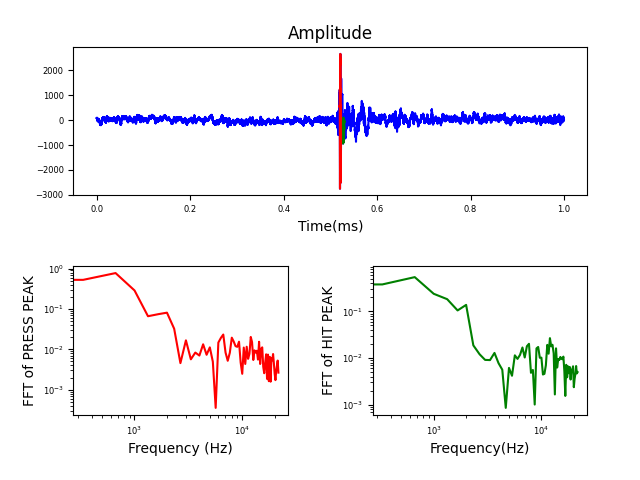 Amplitude
2000
1000
0
−1000
−2000
−3000
0.0 0.2 0.4 0.6 0.8 1.0
Time(ms)
FFT of PRESS PEAK
10⁰
10⁻¹
10⁻²
10⁻³
10³ 10⁴
Frequency (Hz)
FFT of HIT PEAK
10⁻¹
10⁻²
10⁻³
10³ 10⁴
Frequency(Hz)